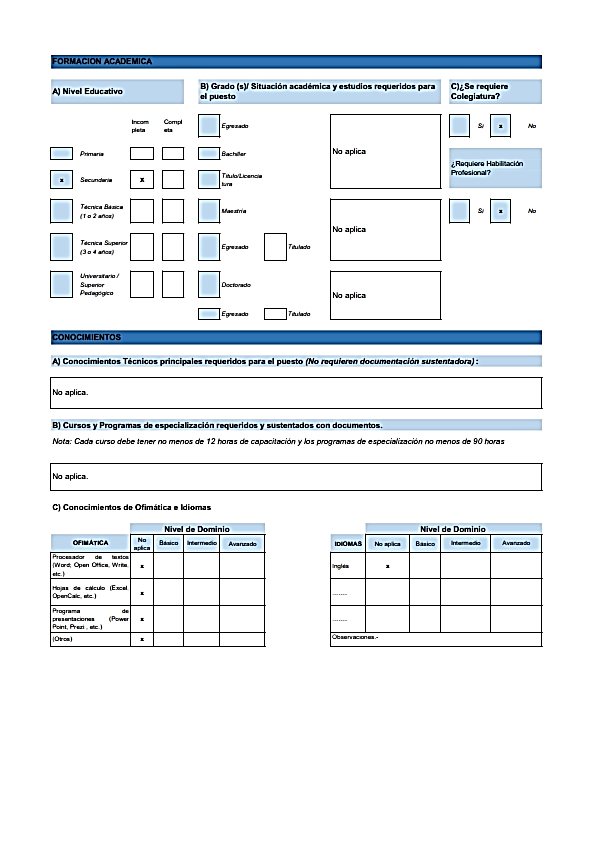 FORMACION ACADEMICA
A) Nivel Educativo
B) Grado (s)/ Situación académica y estudios requeridos para
el puesto
C)¿Se requiere
Colegiatura?
Incom
pleta
Compl
eta
Egresado
Si x No
No aplica
Primaria
Bachiller
¿Requiere Habilitación
Profesional?
x Secundaria X
Titulo/Licencia
tura
Técnica Básica
(1 o 2 años)
Maestría
Si x No
No aplica
Técnica Superior
(3 o 4 años)
Egresado Titulado
Universitario /
Superior
Pedagógico
Doctorado
No aplica
Egresado Titulado
CONOCIMIENTOS
A) Conocimientos Técnicos principales requeridos para el puesto (No requieren documentación sustentadora) :
No aplica.
B) Cursos y Programas de especialización requeridos y sustentados con documentos.
Nota: Cada curso debe tener no menos de 12 horas de capacitación y los programas de especialización no menos de 90 horas
No aplica.
C) Conocimientos de Ofimática e Idiomas
Nivel de Dominio
OFIMÁTICA No aplica Básico Intermedio Avanzado
Procesador de textos
(Word; Open Office, Write,
etc.) x
Hojas de cálculo (Excel,
OpenCalc, etc.) x
Programa de
presentaciones (Power
Point, Prezi , etc.) x
(Otros) x
Nivel de Dominio
IDIOMAS No aplica Básico Intermedio Avanzado
Inglés x
.........
.........
Observaciones.-